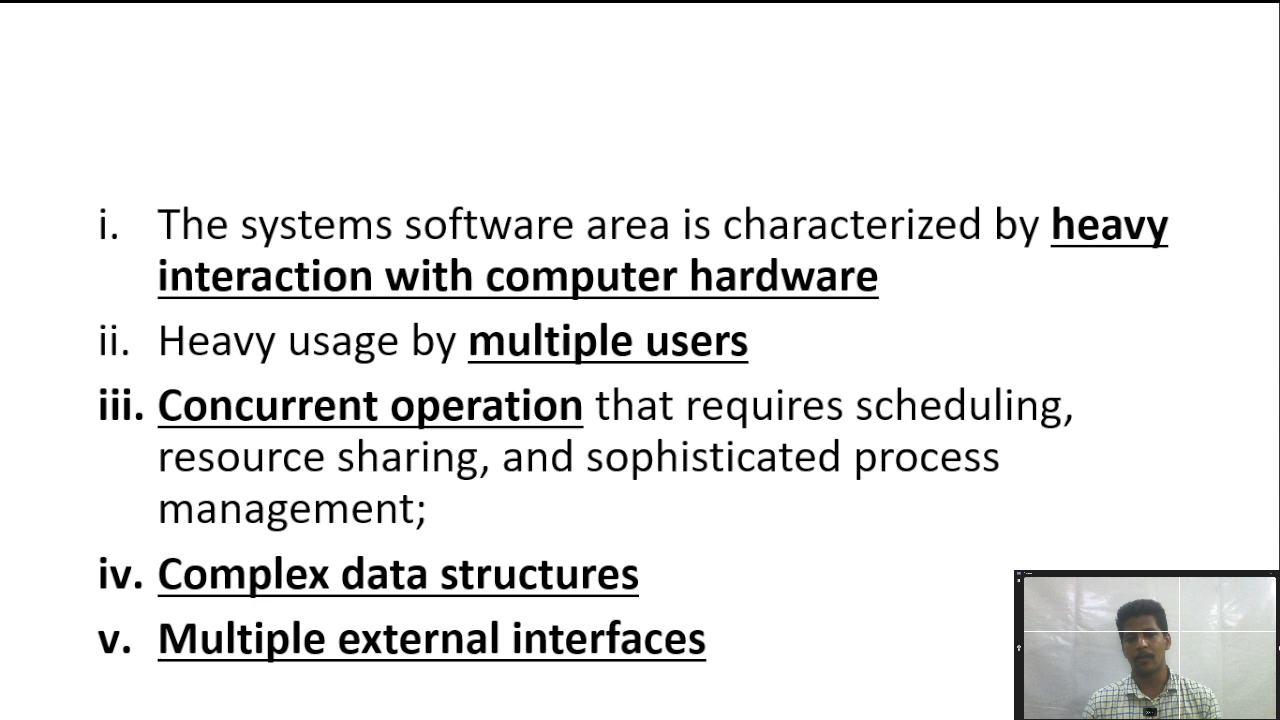 i. The systems software area is characterized by heavy
interaction with computer hardware
ii. Heavy usage by multiple users
iii. Concurrent operation that requires scheduling,
resource sharing, and sophisticated process
management;
iv. Complex data structures
v. Multiple external interfaces